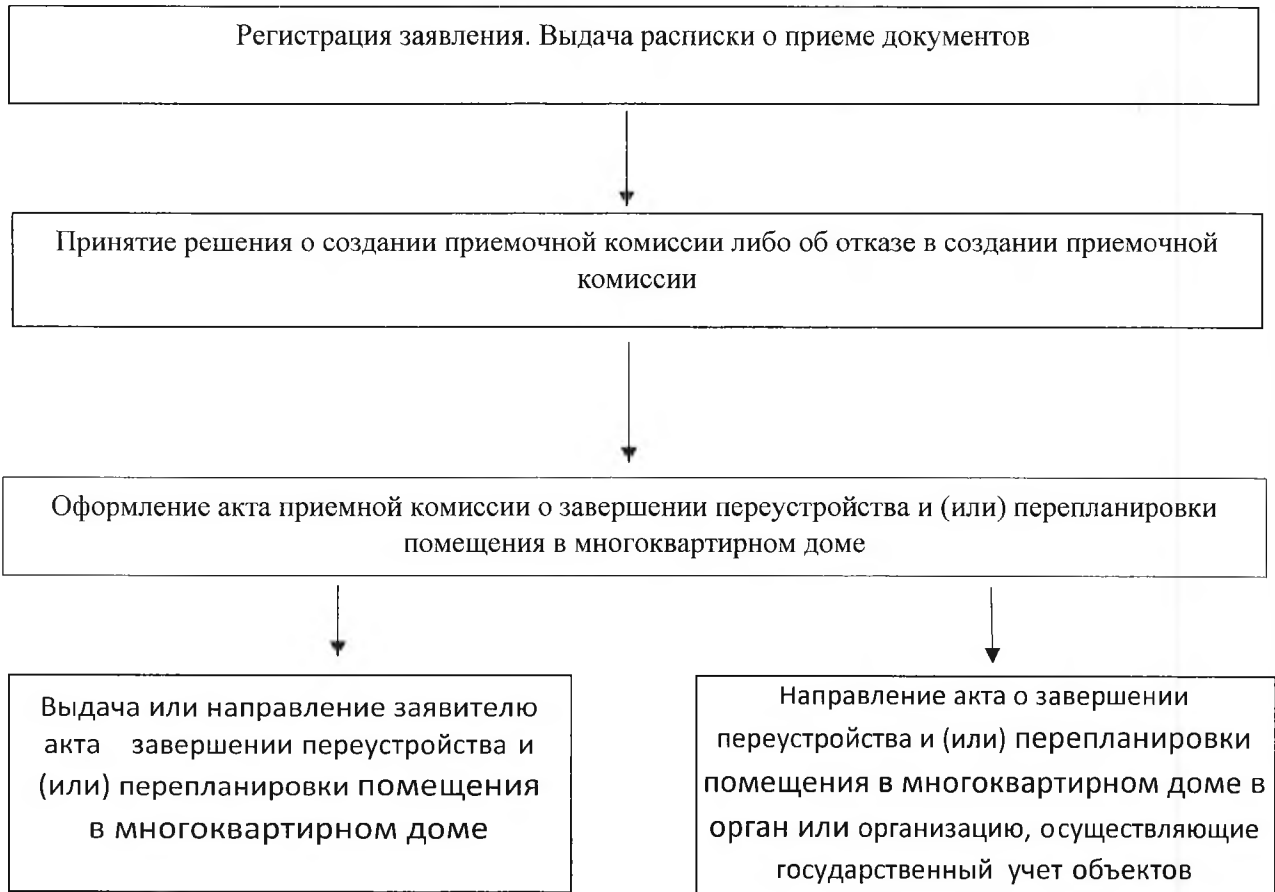 Регистрация заявления. Выдача расписки о приеме документов
Принятие решения о создании приемочной комиссии либо об отказе в создании приемочной
комиссии
Оформление акта приемной комиссии о завершении переустройства и (или) перепланировки
помещения в многоквартирном доме
Выдача или направление заявителю
акта завершении переустройства и
(или) перепланировки помещения
в многоквартирном доме
Направление акта о завершении
переустройства и (или) перепланировки
помещения в многоквартирном доме в
орган или организацию, осуществляющие
государственный учет объектов